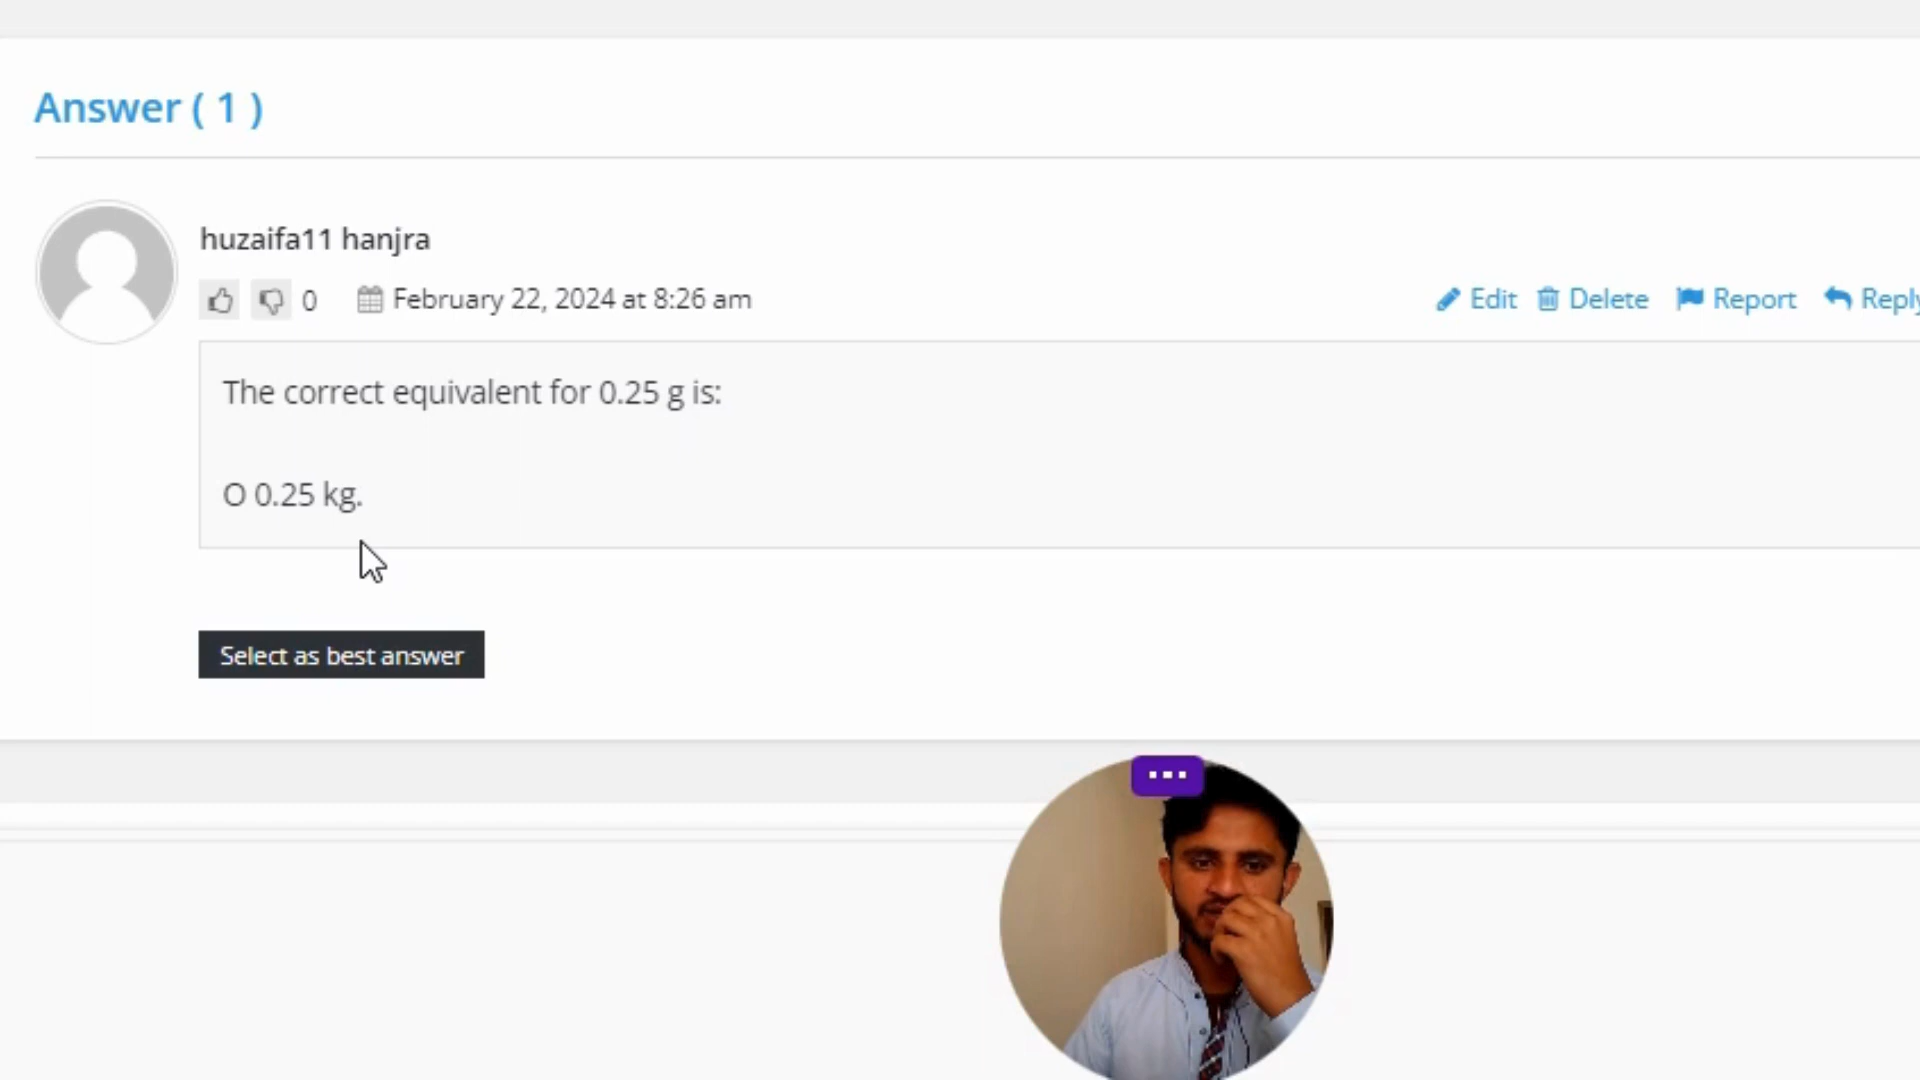 Answer ( 1 )
huzaifa11 hanjra
0 February 22, 2024 at 8:26 am Edit Delete Report Reply
The correct equivalent for 0.25 g is:
O 0.25 kg.
Select as best answer